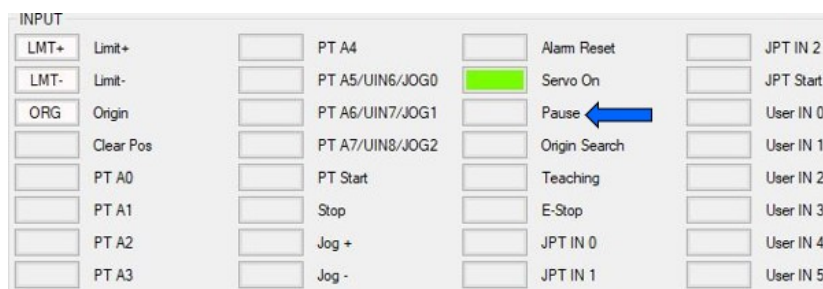 INPUT
LMT+ Limit+ PT A4 Alarm Reset JPT IN 2
LMT- Limit- PT A5/UIN6/JOG0 Servo On JPT Start
ORG Origin PT A6/UIN7/JOG1 Pause User IN 0
Clear Pos PT A7/UIN8/JOG2 Origin Search User IN 1
PT A0 PT Start Teaching User IN 2
PT A1 Stop E-Stop User IN 3
PT A2 Jog + JPT IN 0 User IN 4
PT A3 Jog - JPT IN 1 User IN 5